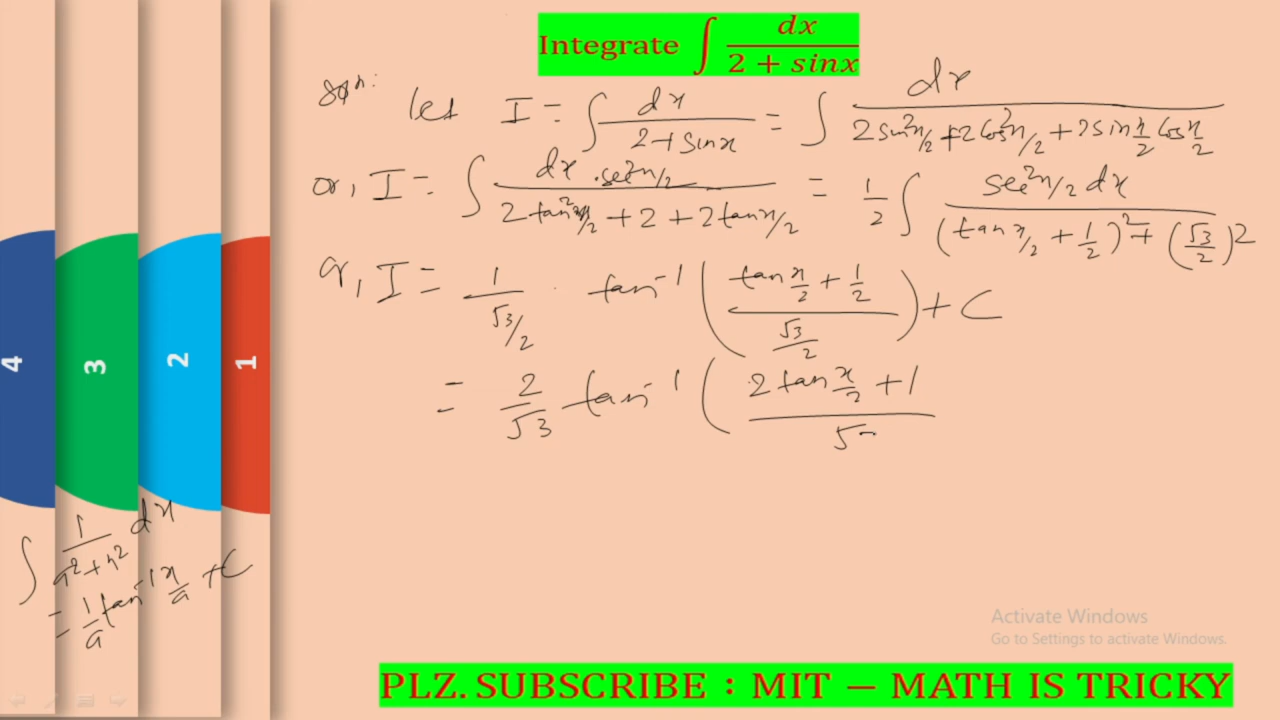 Integrate ∫ dx / 2 + sinx
Solⁿ:
let I = ∫ dx / 2+sinx = ∫ dx / 2sin²x/2 + 2cos²x/2 + 2sin x/2 cos x/2
or, I = ∫ dx . sec²x/2 / 2tan²x/2 + 2 + 2tanx/2 = 1/2 ∫ sec²x/2 dx / (tan x/2 + 1/2)² + (√3/2)²
or, I = 1/√3/2 . tan⁻¹ ( tan x/2 + 1/2 / √3/2 ) + C
= 2/√3 tan⁻¹ ( 2 tan x/2 + 1 /
4
3
2
1
∫ 1/a²+x² dx
= 1/a tan⁻¹ x/a + C
Activate Windows
Go to Settings to activate Windows.
PLZ. SUBSCRIBE : MIT – MATH IS TRICKY